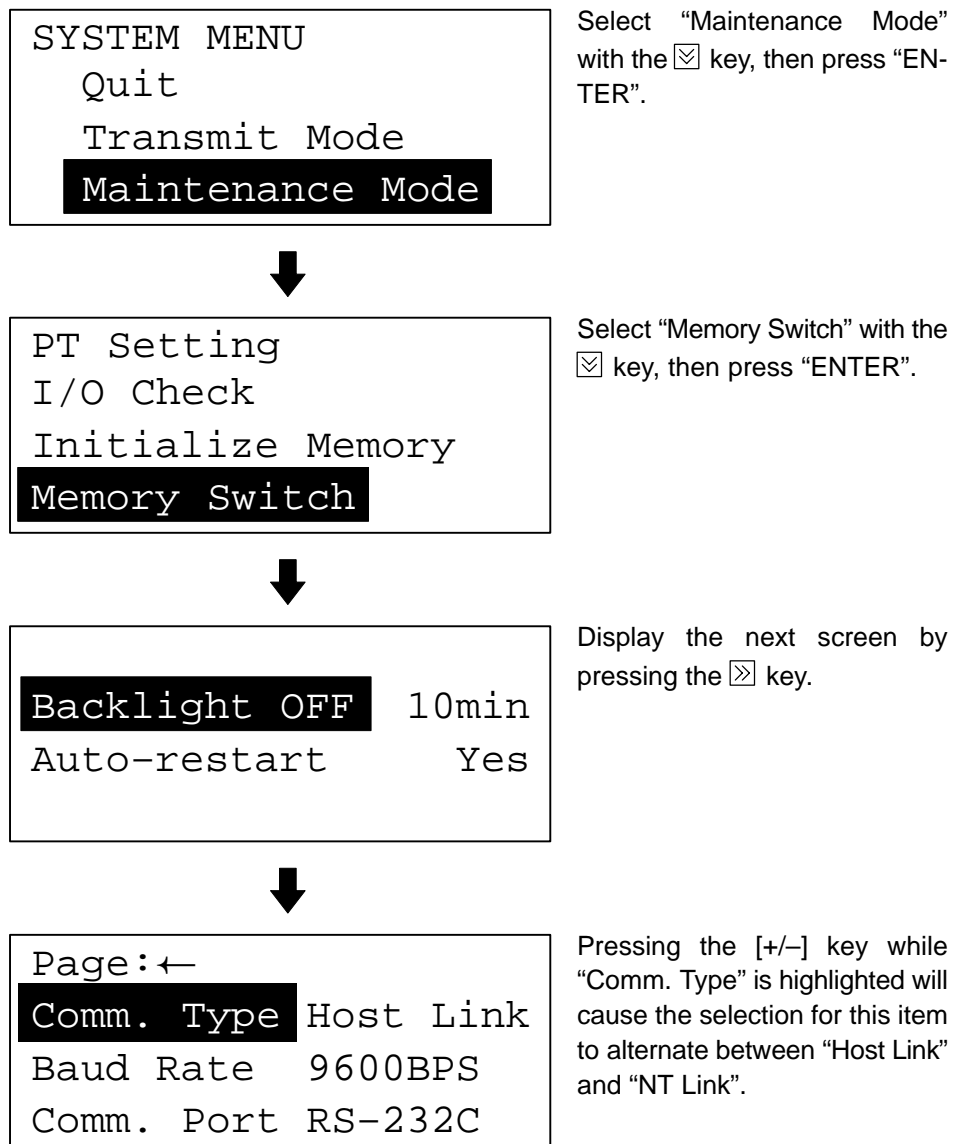 SYSTEM MENU
Quit
Transmit Mode
Maintenance Mode
Select “Maintenance Mode”
with the key, then press “EN-
TER”.
PT Setting
I/O Check
Initialize Memory
Memory Switch
Select “Memory Switch” with the
key, then press “ENTER”.
Backlight OFF 10min
Auto-restart Yes
Display the next screen by
pressing the key.
Page:←
Comm. Type Host Link
Baud Rate 9600BPS
Comm. Port RS-232C
Pressing the [+/–] key while
“Comm. Type” is highlighted will
cause the selection for this item
to alternate between “Host Link”
and “NT Link”.